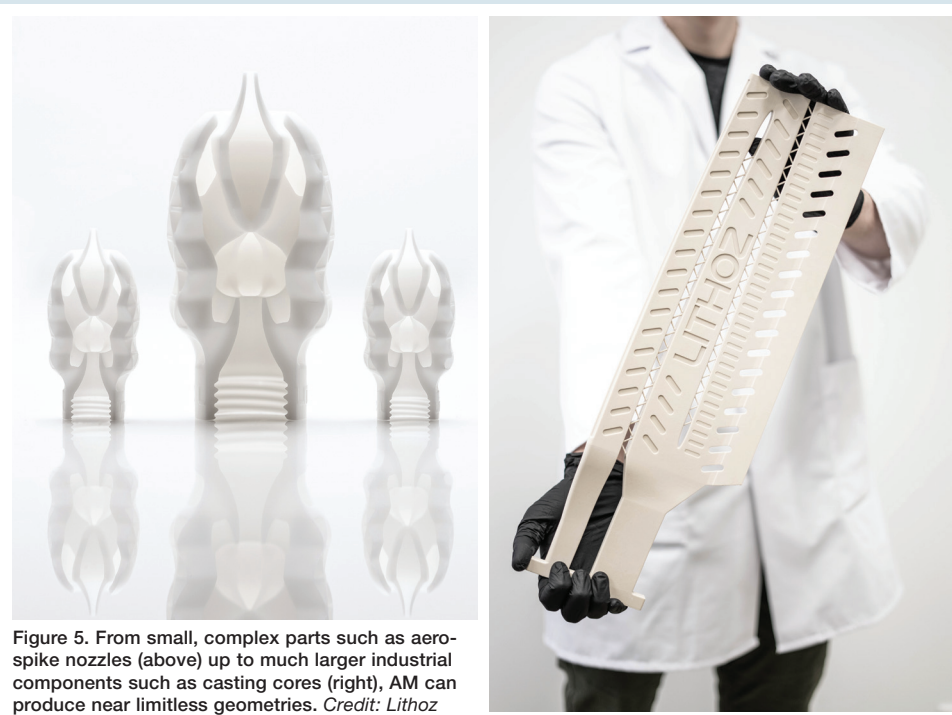 LITHOZ
Figure 5. From small, complex parts such as aero-
spike nozzles (above) up to much larger industrial
components such as casting cores (right), AM can
produce near limitless geometries. Credit: Lithoz